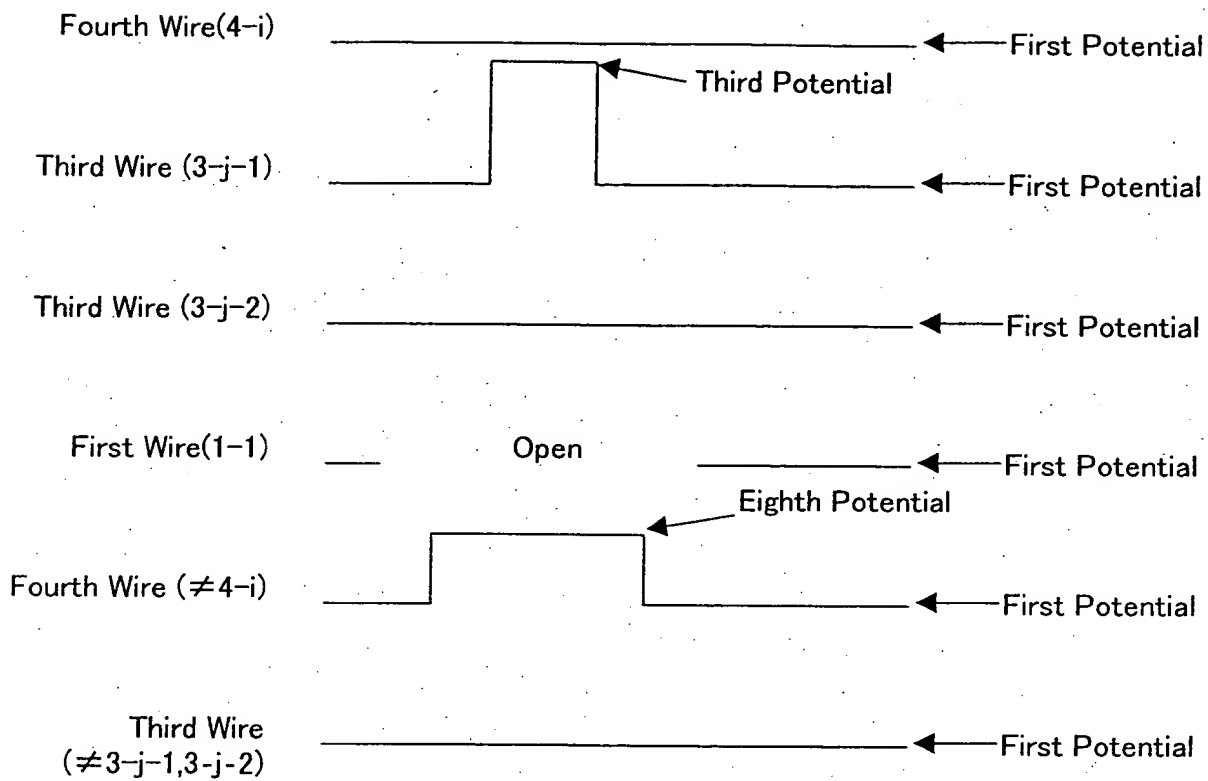 Fourth Wire(4-i)
First Potential
Third Potential
Third Wire (3-j-1)
First Potential
Third Wire (3-j-2)
First Potential
First Wire(1-1)
Open
First Potential
Eighth Potential
Fourth Wire (≠4-i)
First Potential
Third Wire
(≠3-j-1,3-j-2)
First Potential